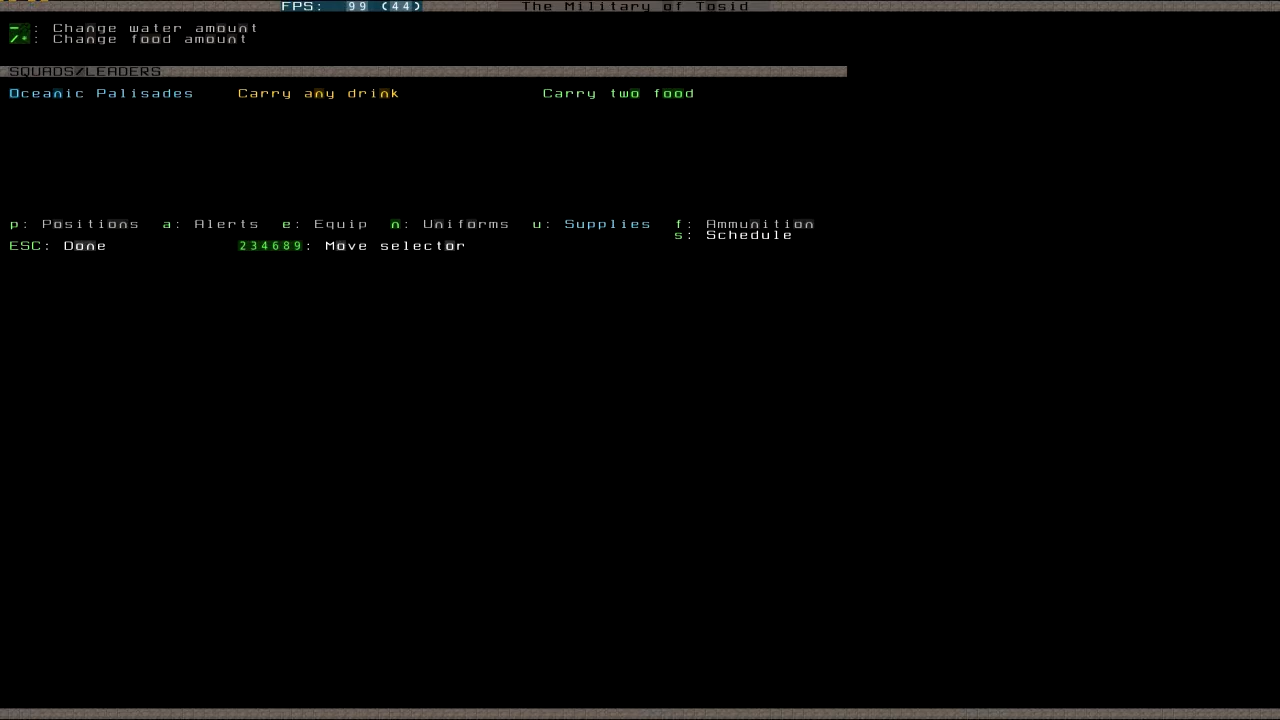 FPS: 99 (44) The Military of Tosid
-+: Change water amount
/*: Change food amount
SQUADS/LEADERS
Oceanic Palisades Carry any drink Carry two food
p: Positions a: Alerts e: Equip n: Uniforms u: Supplies f: Ammunition
s: Schedule
ESC: Done 234689: Move selector